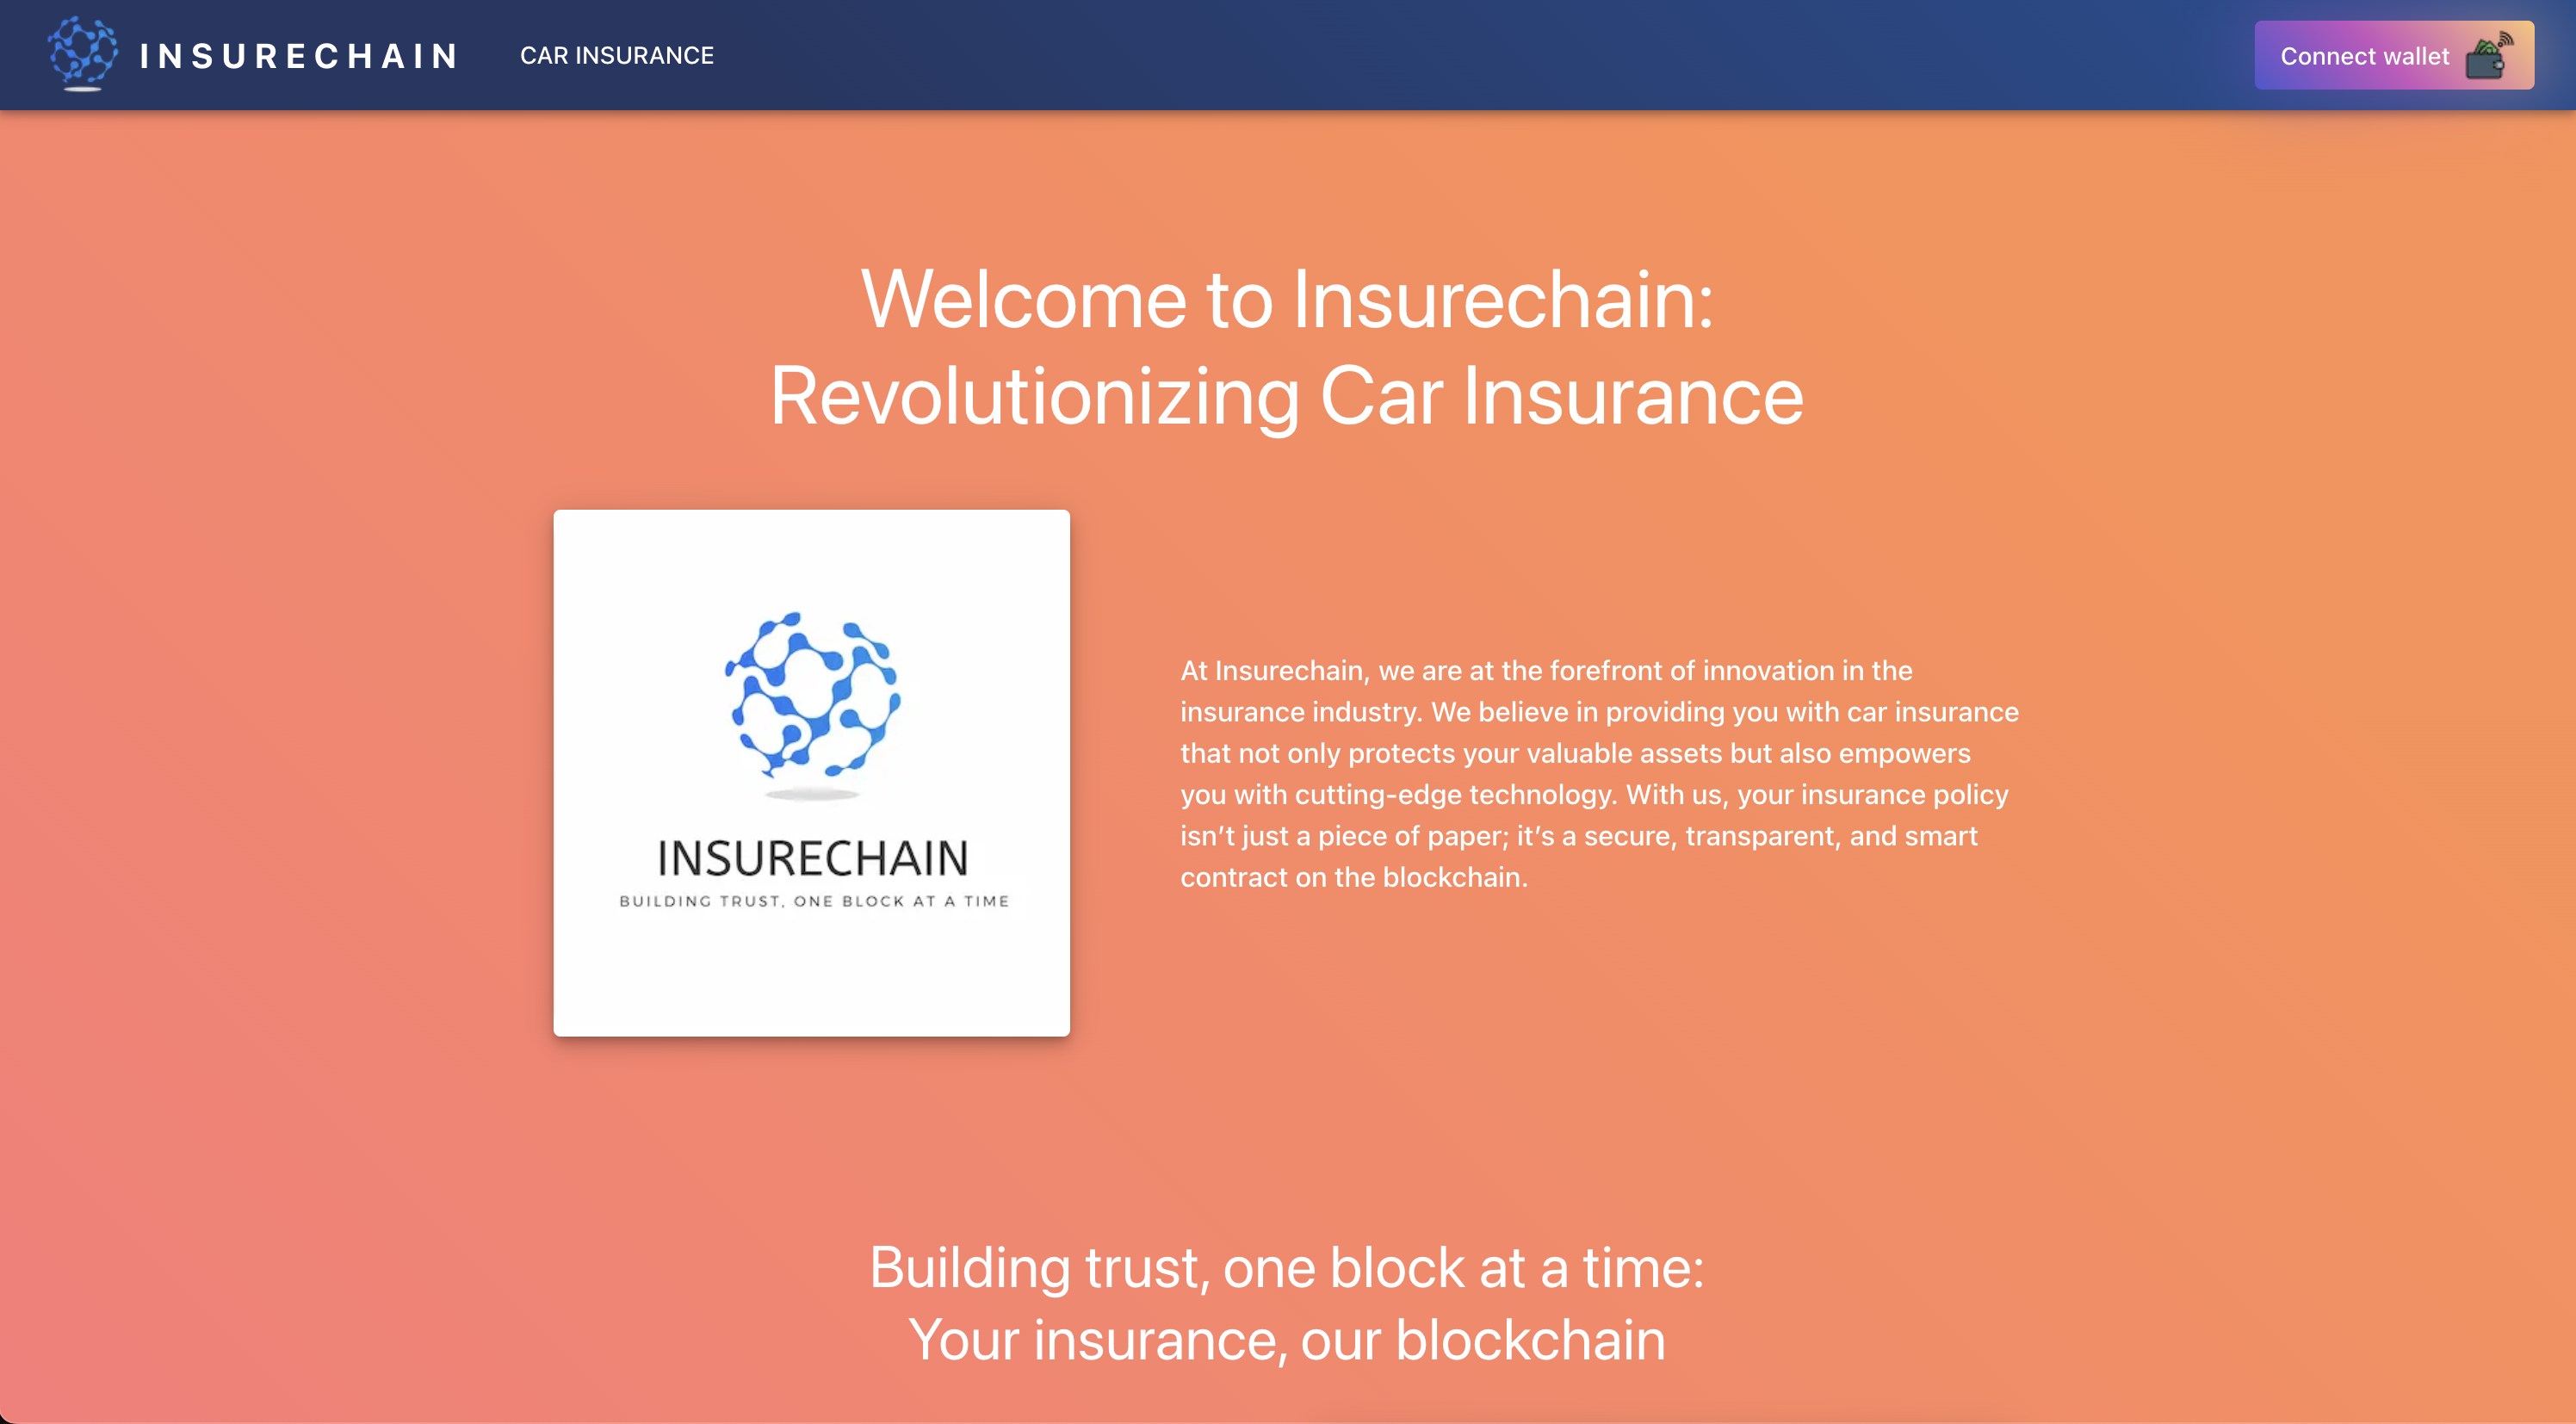 INSURECHAIN
CAR INSURANCE
Connect wallet
Welcome to Insurechain:
Revolutionizing Car Insurance
INSURECHAIN
BUILDING TRUST, ONE BLOCK AT A TIME
At Insurechain, we are at the forefront of innovation in the
insurance industry. We believe in providing you with car insurance
that not only protects your valuable assets but also empowers
you with cutting-edge technology. With us, your insurance policy
isn’t just a piece of paper; it’s a secure, transparent, and smart
contract on the blockchain.
Building trust, one block at a time:
Your insurance, our blockchain